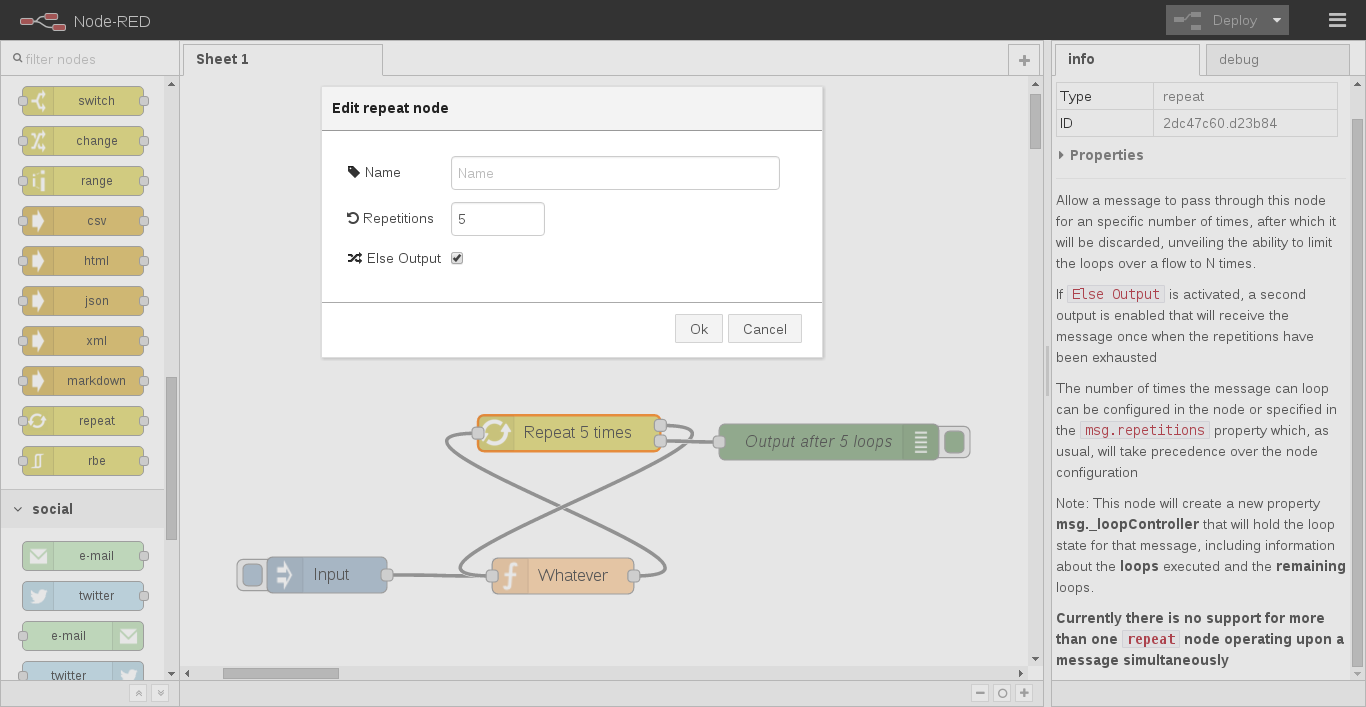 Node-RED
Deploy
filter nodes
switch
change
range
csv
html
json
xml
markdown
repeat
rbe
social
e-mail
twitter
e-mail
twitter
Sheet 1
Edit repeat node
Name
Name
Repetitions
5
Else Output
Ok
Cancel
Repeat 5 times
Output after 5 loops
Input
Whatever
info
debug
Type
repeat
ID
2dc47c60.d23b84
Properties
Allow a message to pass through this node
for an specific number of times, after which it
will be discarded, unveiling the ability to limit
the loops over a flow to N times.
If Else Output is activated, a second
output is enabled that will receive the
message once when the repetitions have
been exhausted
The number of times the message can loop
can be configured in the node or specified in
the msg.repetitions property which, as
usual, will take precedence over the node
configuration
Note: This node will create a new property
msg._loopController that will hold the loop
state for that message, including information
about the loops executed and the remaining
loops.
Currently there is no support for more
than one repeat node operating upon a
message simultaneously